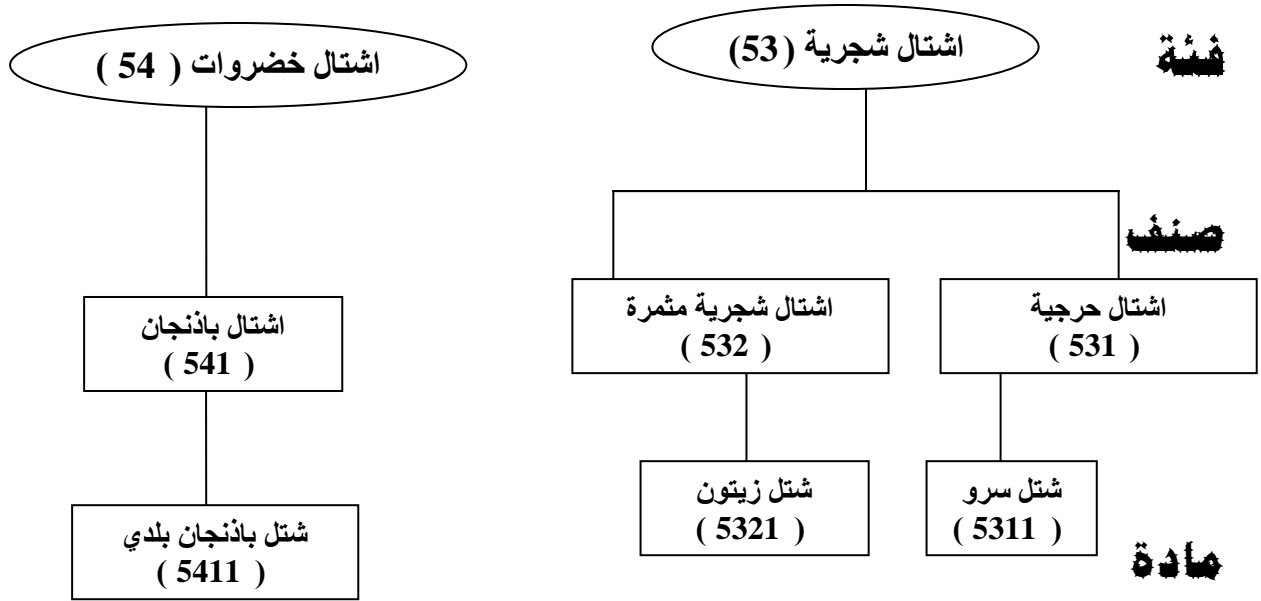 فئة
اشتال شجرية (53)
اشتال خضروات ( 54 )
صنف
اشتال حرجية
( 531 )
اشتال شجرية مثمرة
( 532 )
اشتال باذنجان
( 541 )
شتل سرو
( 5311 )
شتل زيتون
( 5321 )
شتل باذنجان بلدي
( 5411 )
مادة